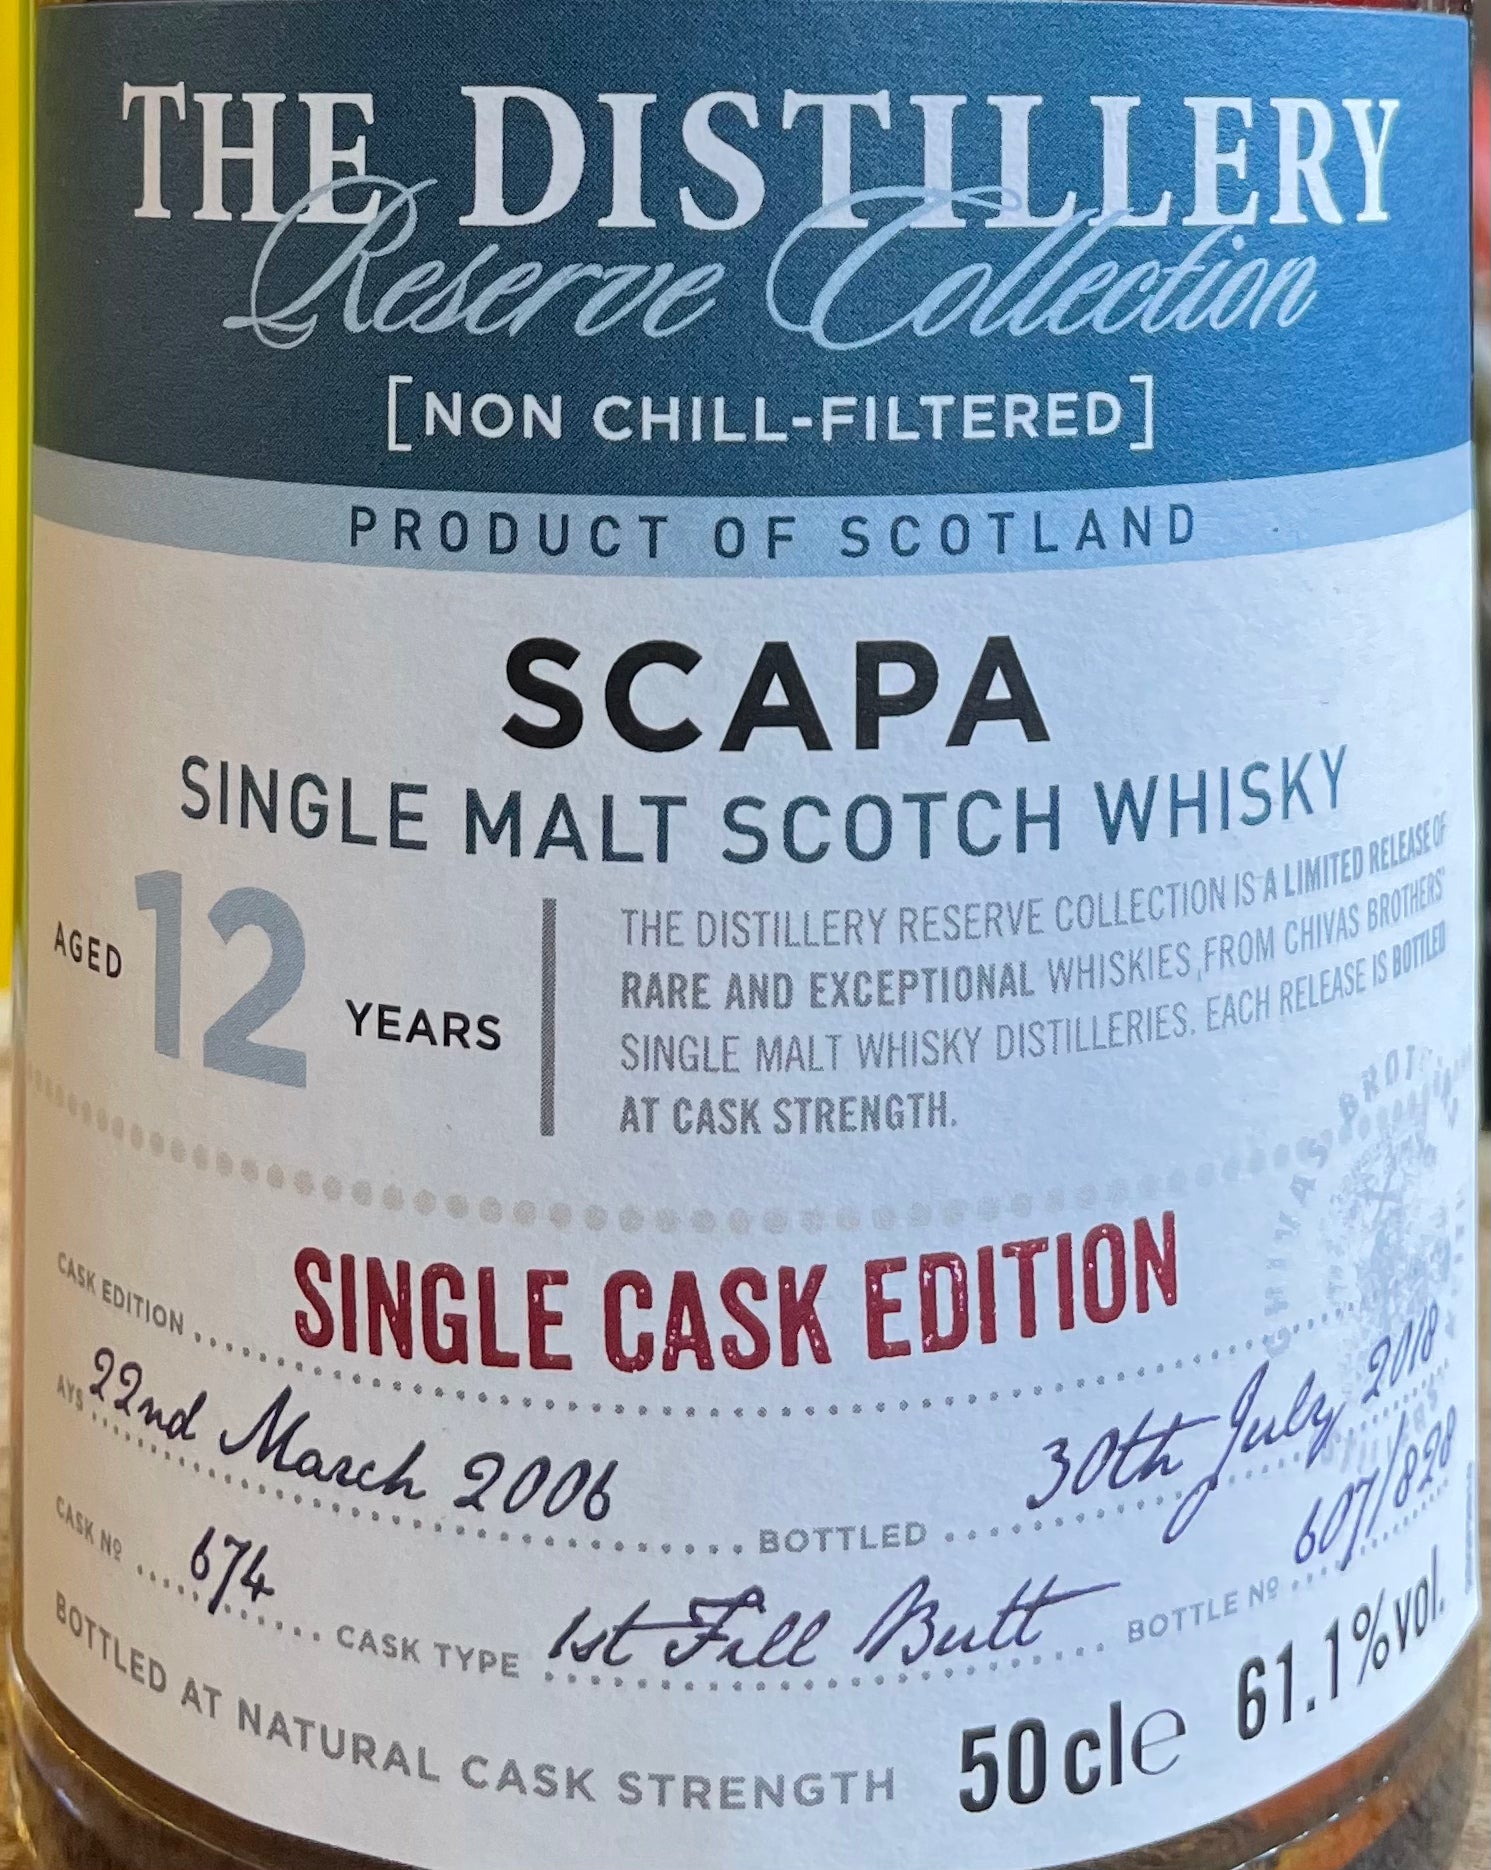 THE DISTILLERY
Reserve Collection
[NON CHILL-FILTERED]
PRODUCT OF SCOTLAND
SCAPA
SINGLE MALT SCOTCH WHISKY
AGED 12 YEARS
THE DISTILLERY RESERVE COLLECTION IS A LIMITED RELEASE OF
RARE AND EXCEPTIONAL WHISKIES, FROM CHIVAS BROTHERS'
SINGLE MALT WHISKY DISTILLERIES. EACH RELEASE IS BOTTLED
AT CASK STRENGTH.
CASK EDITION SINGLE CASK EDITION
AYS 22nd March 2006 BOTTLED 30th July 2018
CASK Nº 674 CASK TYPE 1st Fill Butt BOTTLE Nº 607/828
BOTTLED AT NATURAL CASK STRENGTH 50 cl e 61.1% vol.
CHIVAS